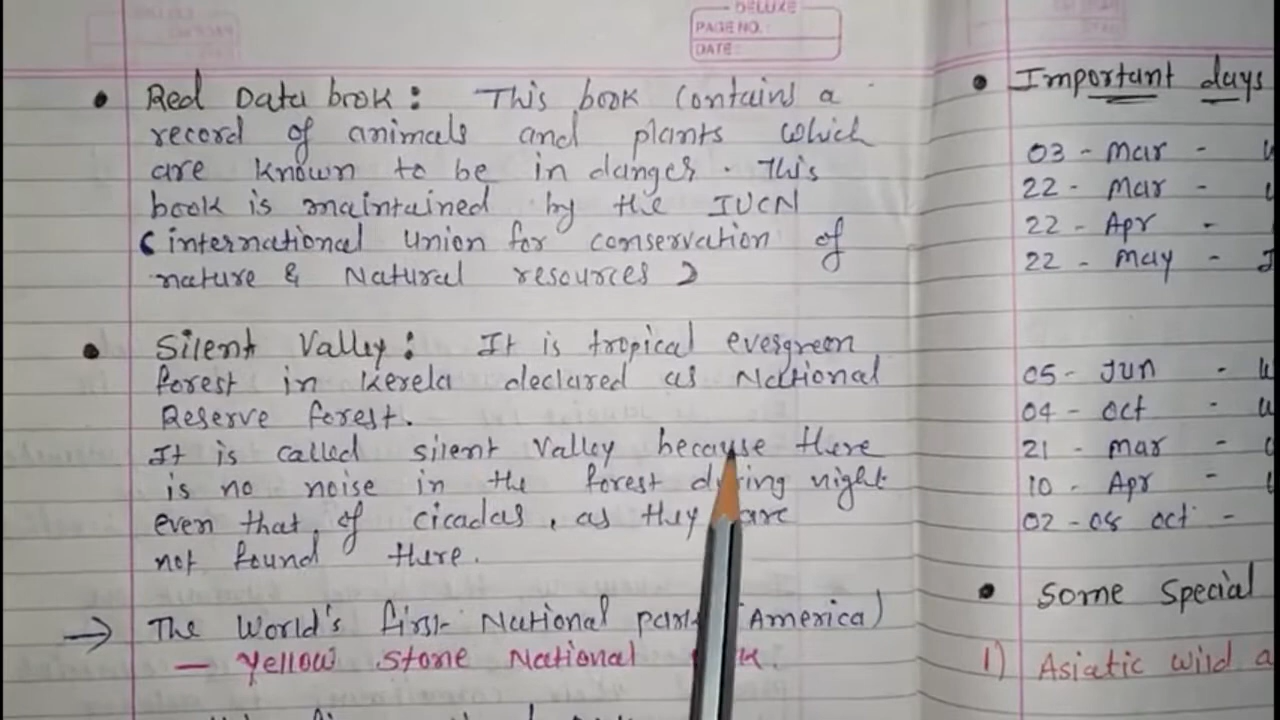 DELUXE
PAGE NO.:
DATE:
• Red Data book : This book Contains a
record of animals and plants which
are known to be in danger. This
book is maintained by the IUCN
(international Union for conservation of
nature & Natural resources)
• Silent Valley : It is tropical evergreen
forest in Kerela declared as National
Reserve forest.
It is called silent Valley because there
is no noise in the forest during night
even that of cicadas, as they are
not found there.
→ The World's first National park (America)
— Yellow Stone National
• Important days
03 - Mar -
22 - Mar -
22 - Apr -
22 - May -
05 - Jun -
04 - Oct -
21 - Mar -
10 - Apr -
02 - 08 Oct -
• Some Special
1) Asiatic wild a